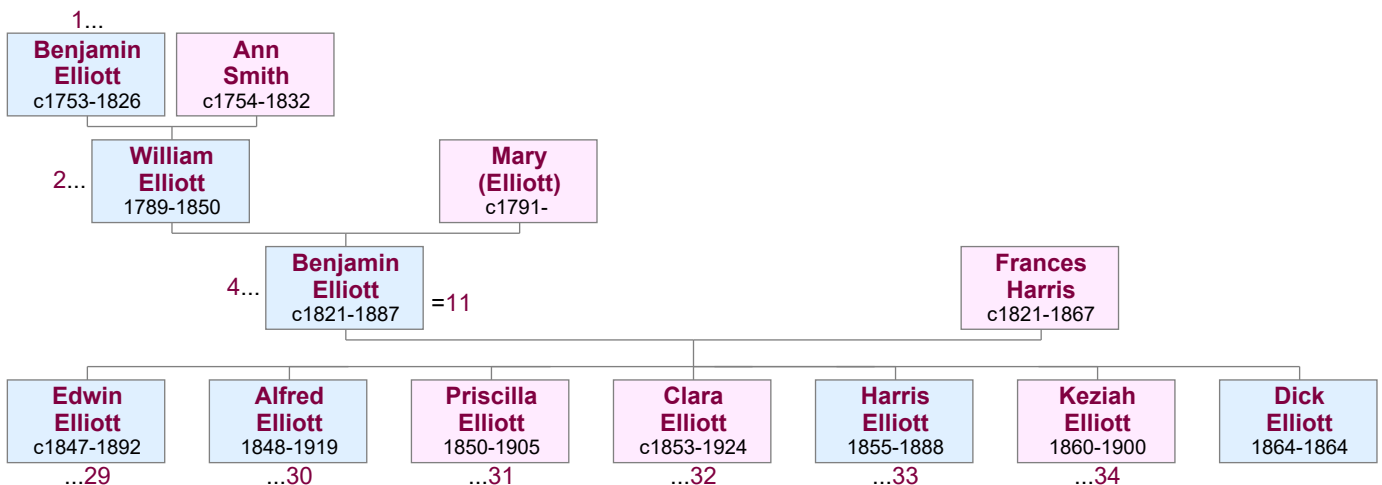 1...
Benjamin
Elliott
c1753-1826
Ann
Smith
c1754-1832
2...
William
Elliott
1789-1850
Mary
(Elliott)
c1791-
4...
Benjamin
Elliott
c1821-1887
=11
Frances
Harris
c1821-1867
Edwin
Elliott
c1847-1892
...29
Alfred
Elliott
1848-1919
...30
Priscilla
Elliott
1850-1905
...31
Clara
Elliott
c1853-1924
...32
Harris
Elliott
1855-1888
...33
Keziah
Elliott
1860-1900
...34
Dick
Elliott
1864-1864